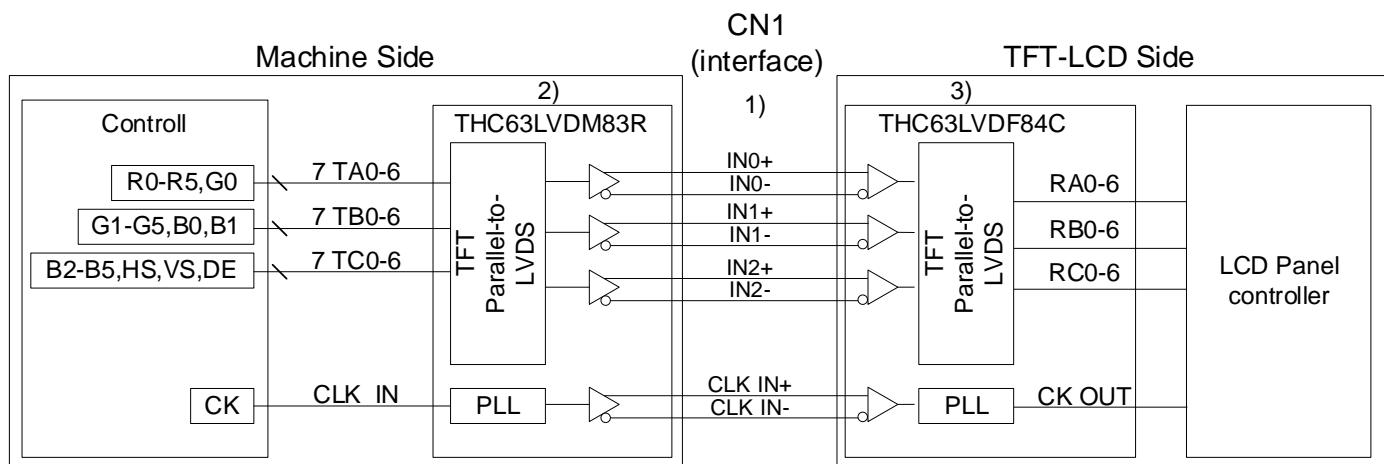 CN1
(interface)
Machine Side
TFT-LCD Side
1)
2)
3)
Controll
THC63LVDM83R
THC63LVDF84C
R0-R5,G0
7 TA0-6
G1-G5,B0,B1
7 TB0-6
B2-B5,HS,VS,DE
7 TC0-6
TFT
Parallel-to-
LVDS
IN0+
IN0-
IN1+
IN1-
IN2+
IN2-
TFT
Parallel-to-
LVDS
RA0-6
RB0-6
RC0-6
LCD Panel
controller
CK
CLK IN
PLL
CLK IN+
CLK IN-
PLL
CK OUT